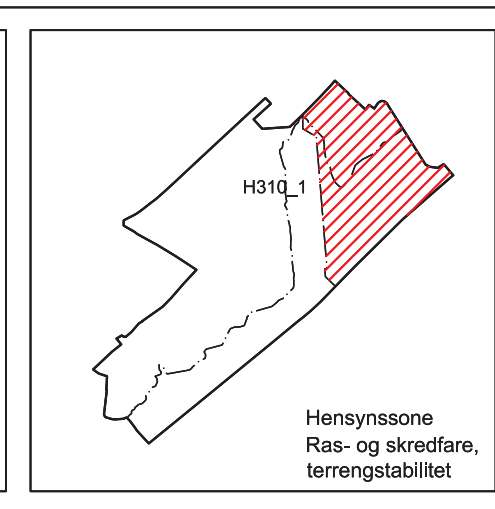 H310_1
Hensynssone
Ras- og skredfare,
terrengstabilitet